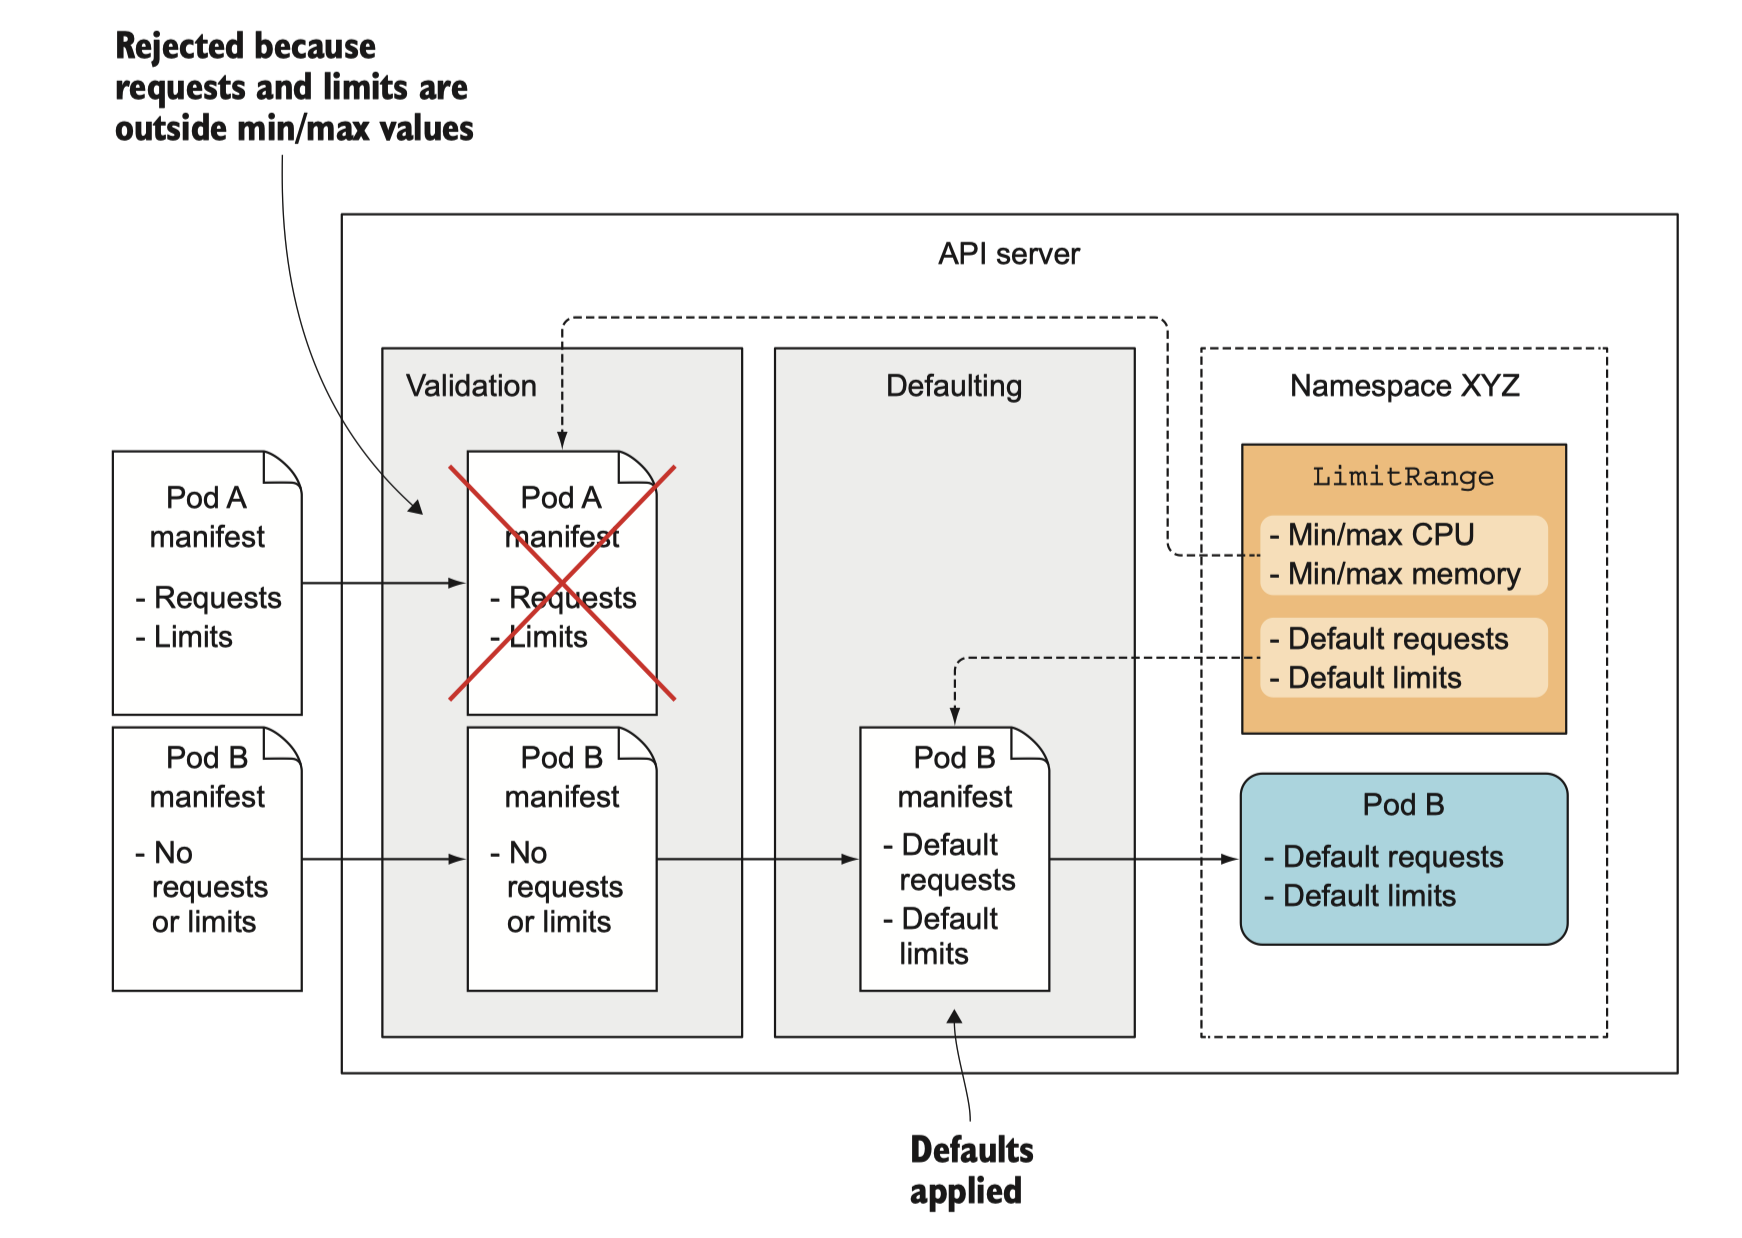 Rejected because
requests and limits are
outside min/max values
API server
Validation
Defaulting
Namespace XYZ
Pod A
manifest
- Requests
- Limits
Pod A
manifest
- Requests
- Limits
LimitRange
- Min/max CPU
- Min/max memory
- Default requests
- Default limits
Pod B
manifest
- No
requests
or limits
Pod B
manifest
- No
requests
or limits
Pod B
manifest
- Default
requests
- Default
limits
Pod B
- Default requests
- Default limits
Defaults
applied